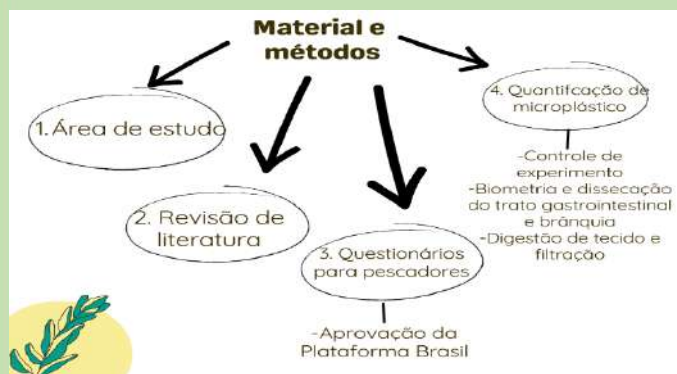 Material e
métodos
1. Área de estudo
2. Revisão de
literatura
3. Questionários
para pescadores
-Aprovação da
Plataforma Brasil
4. Quantifcação de
microplástico
-Controle de
experimento
-Biometria e dissecação
do trato gastrointestinal
e brânquia
-Digestão de tecido e
filtração